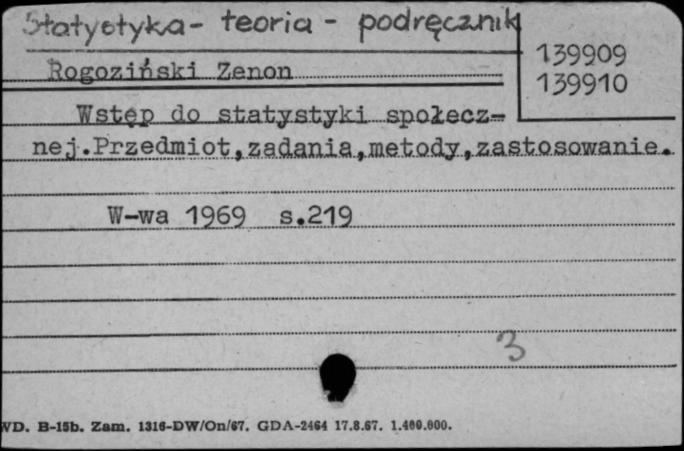 Statystyka - teoria - podręcznik
139909
Rogoziński Zenon
139910
Wstęp do statystyki społecz=
nej.Przedmiot,zadania,metody,zastosowanie.
W-wa 1969 s.219
3
WD. B-15b. Zam. 1316-DW/On/67. GDA-2464 17.8.67. 1.400.000.